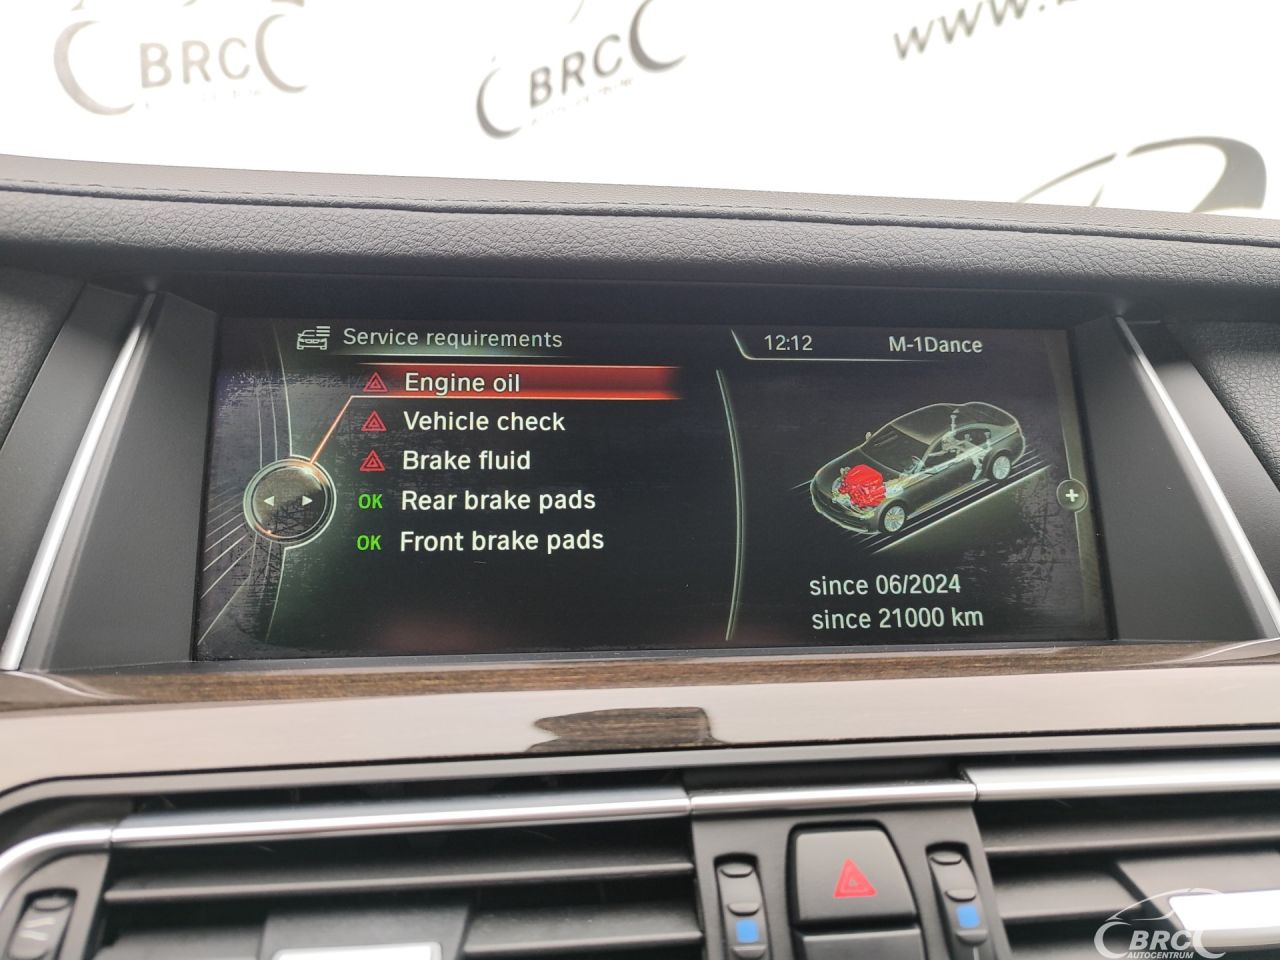 BRC
BRC
www.
Service requirements
12:12
M-1Dance
Engine oil
Vehicle check
Brake fluid
OK Rear brake pads
OK Front brake pads
since 06/2024
since 21000 km
BRC
AUTOCENTRUM